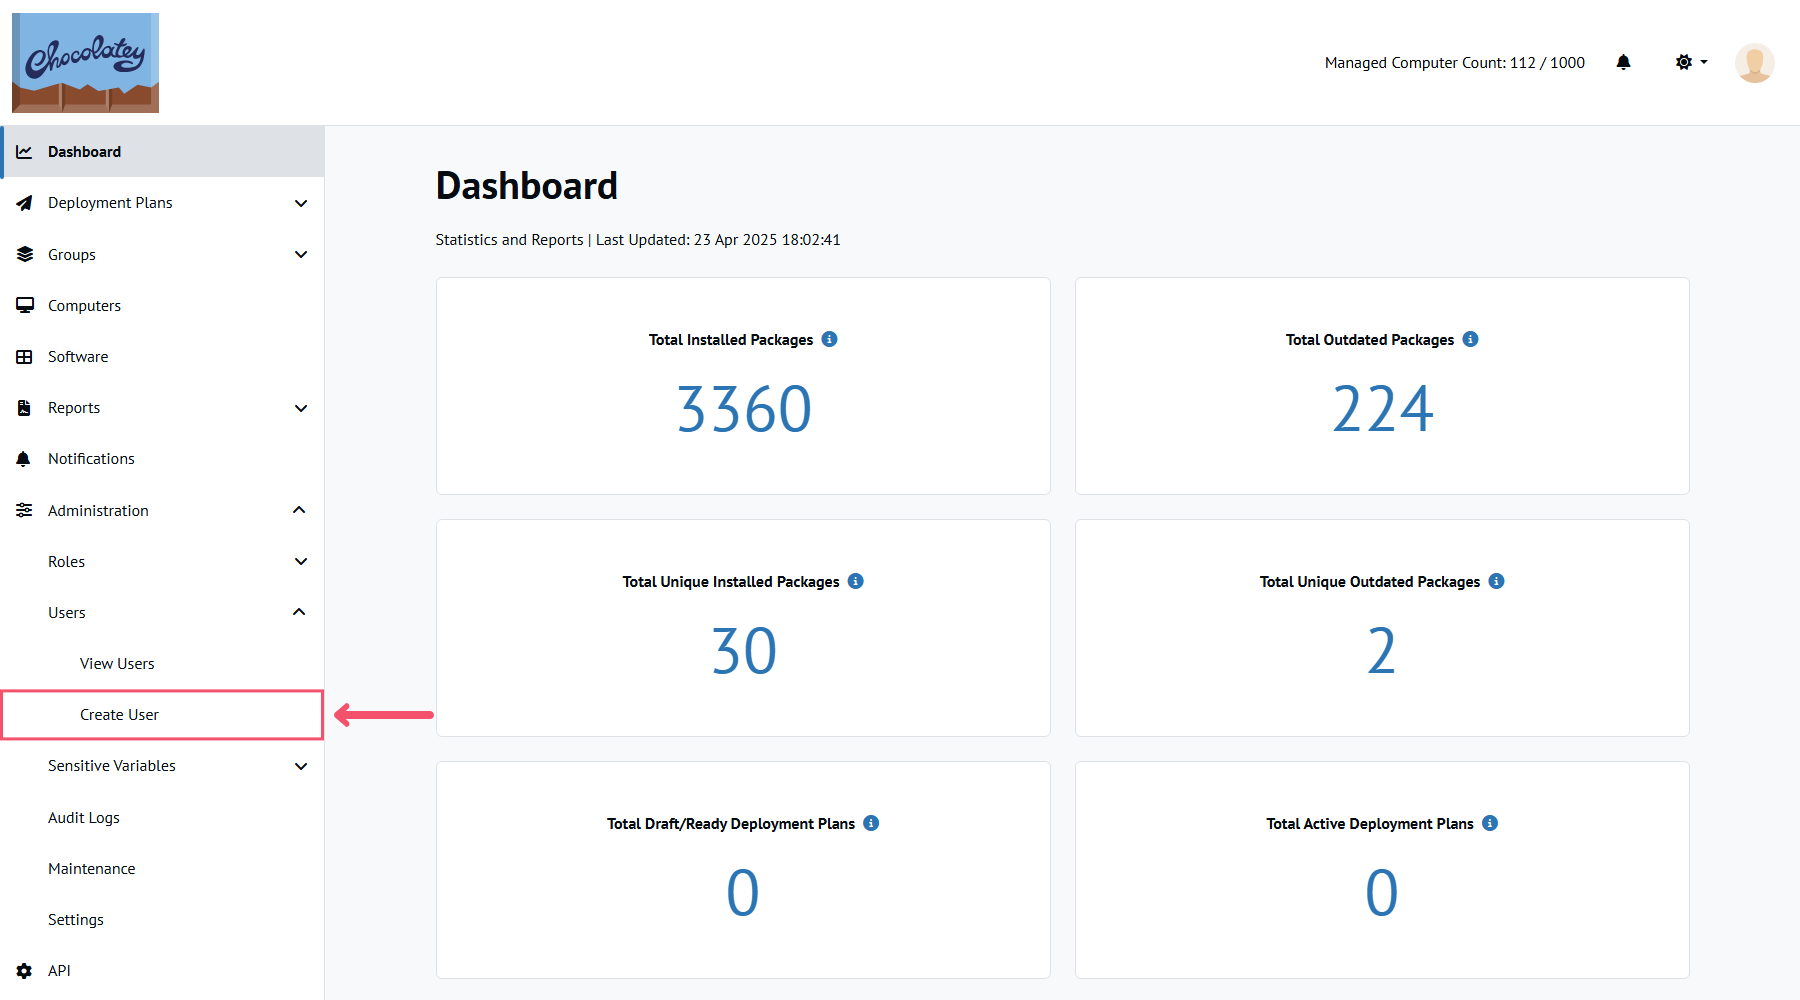 Chocolatey
Managed Computer Count: 112 / 1000
Dashboard
Deployment Plans
Groups
Computers
Software
Reports
Notifications
Administration
Roles
Users
View Users
Create User
Sensitive Variables
Audit Logs
Maintenance
Settings
API
Dashboard
Statistics and Reports | Last Updated: 23 Apr 2025 18:02:41
Total Installed Packages
3360
Total Outdated Packages
224
Total Unique Installed Packages
30
Total Unique Outdated Packages
2
Total Draft/Ready Deployment Plans
0
Total Active Deployment Plans
0